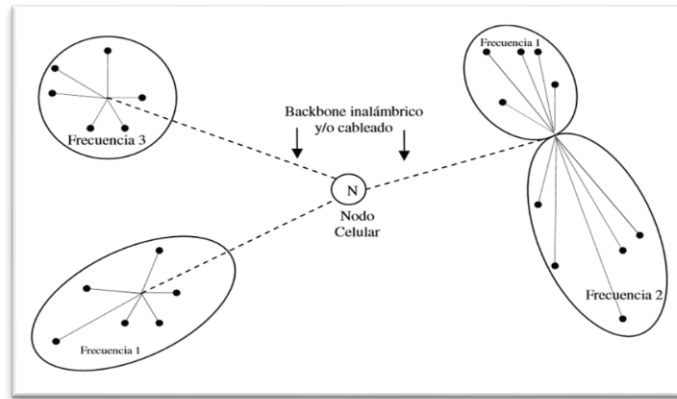 Frecuencia 1
Frecuencia 3
Backbone inalámbrico
y/o cableado
N
Nodo
Celular
Frecuencia 2
Frecuencia 1